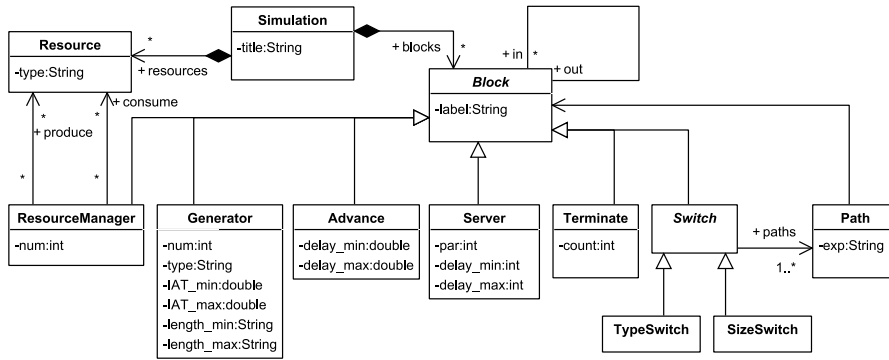 Simulation
-title:String
Resource
-type:String
*
+ resources
+ blocks
*
+ in
*
+ out
Block
-label:String
*
+ produce
*
+ consume
*
*
ResourceManager
-num:int
Generator
-num:int
-type:String
-IAT_min:double
-IAT_max:double
-length_min:String
-length_max:String
Advance
-delay_min:double
-delay_max:double
Server
-par:int
-delay_min:int
-delay_max:int
Terminate
-count:int
Switch
+ paths
1..*
Path
-exp:String
TypeSwitch
SizeSwitch